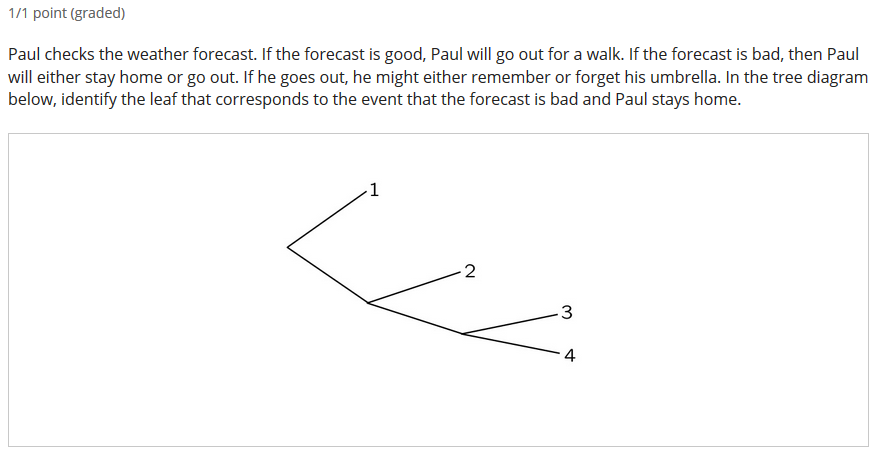 1/1 point (graded)
Paul checks the weather forecast. If the forecast is good, Paul will go out for a walk. If the forecast is bad, then Paul
will either stay home or go out. If he goes out, he might either remember or forget his umbrella. In the tree diagram
below, identify the leaf that corresponds to the event that the forecast is bad and Paul stays home.
1
2
3
4